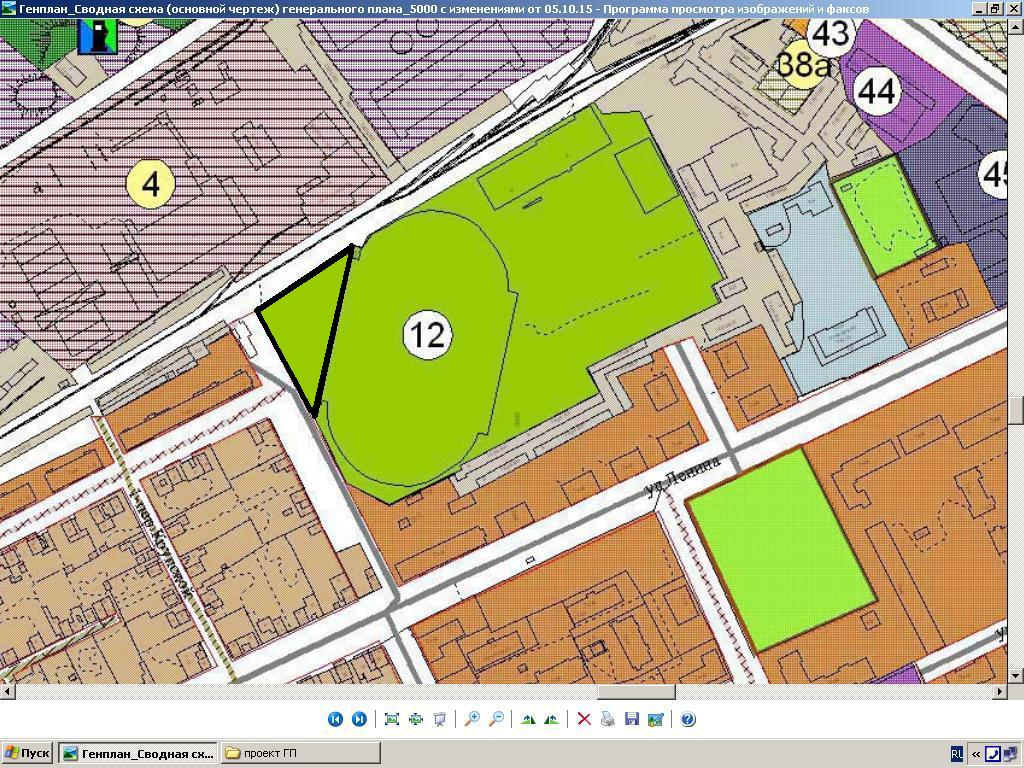 Генплан_Сводная схема (основной чертеж) генерального плана_5000 с изменениями от 05.10.15 - Программа просмотра изображений и факсов
43
38а
44
4
45
12
ул Ленина
Пуск
Генплан_Сводная сх...
проект ГП
RU
«